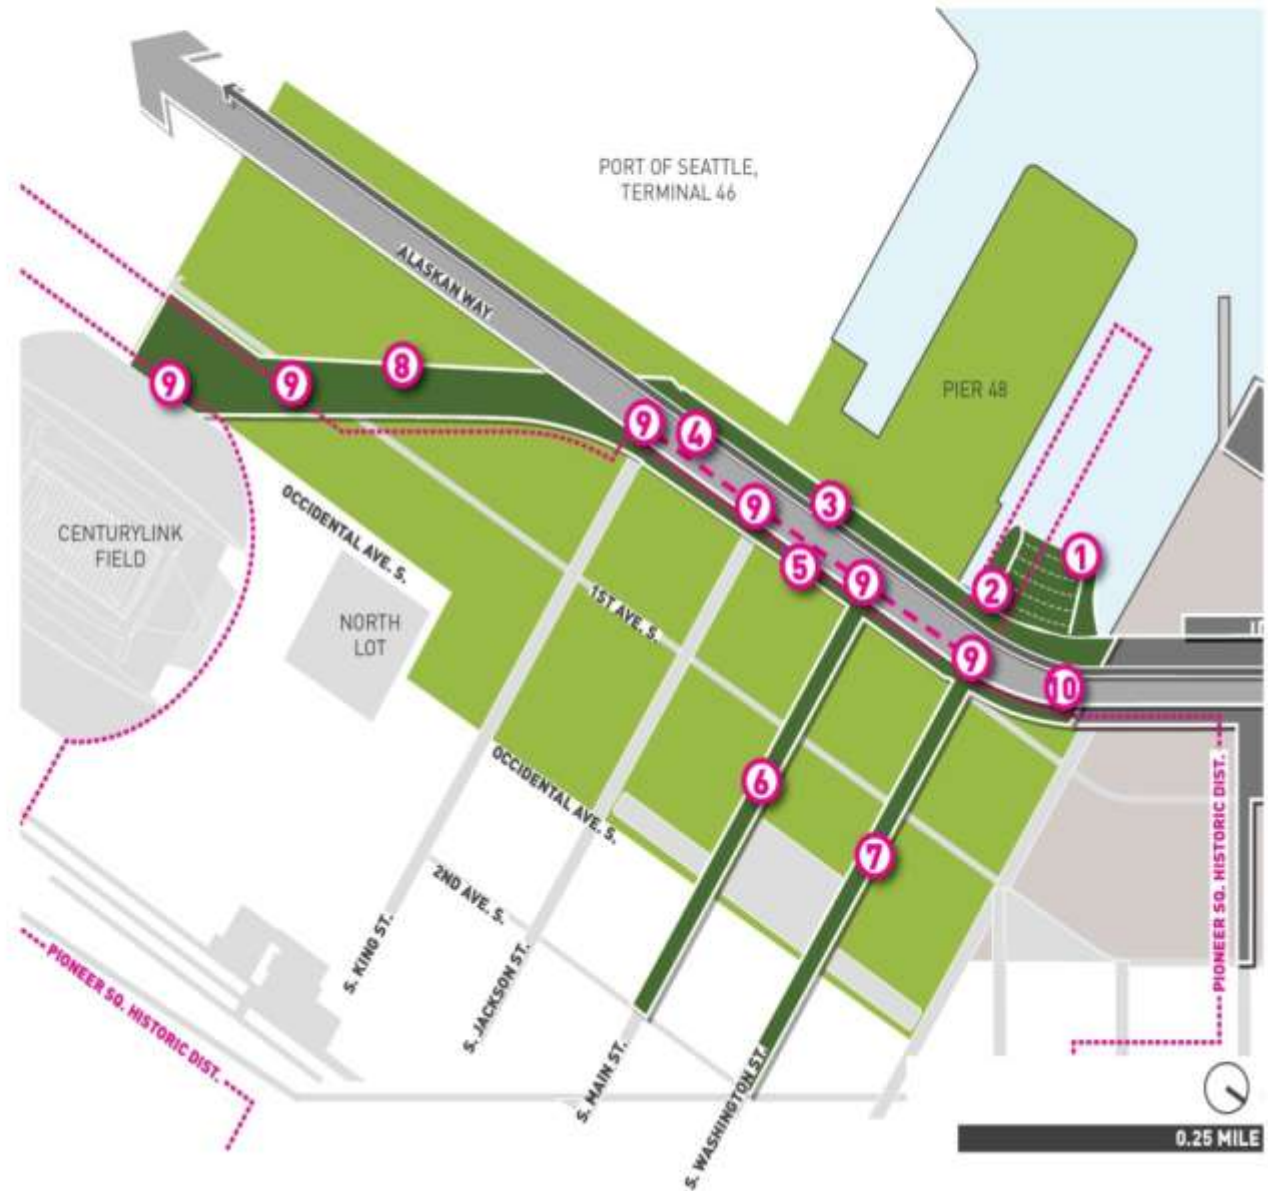 PORT OF SEATTLE,
TERMINAL 46
ALASKAN WAY
PIER 48
9
9
8
9
4
3
9
5
9
2
1
9
10
CENTURYLINK
FIELD
OCCIDENTAL AVE. S.
NORTH
LOT
1ST AVE. S.
6
7
OCCIDENTAL AVE. S.
2ND AVE. S.
S. KING ST.
S. JACKSON ST.
S. MAIN ST.
S. WASHINGTON ST.
PIONEER SQ. HISTORIC DIST.
PIONEER SQ. HISTORIC DIST.
0.25 MILE